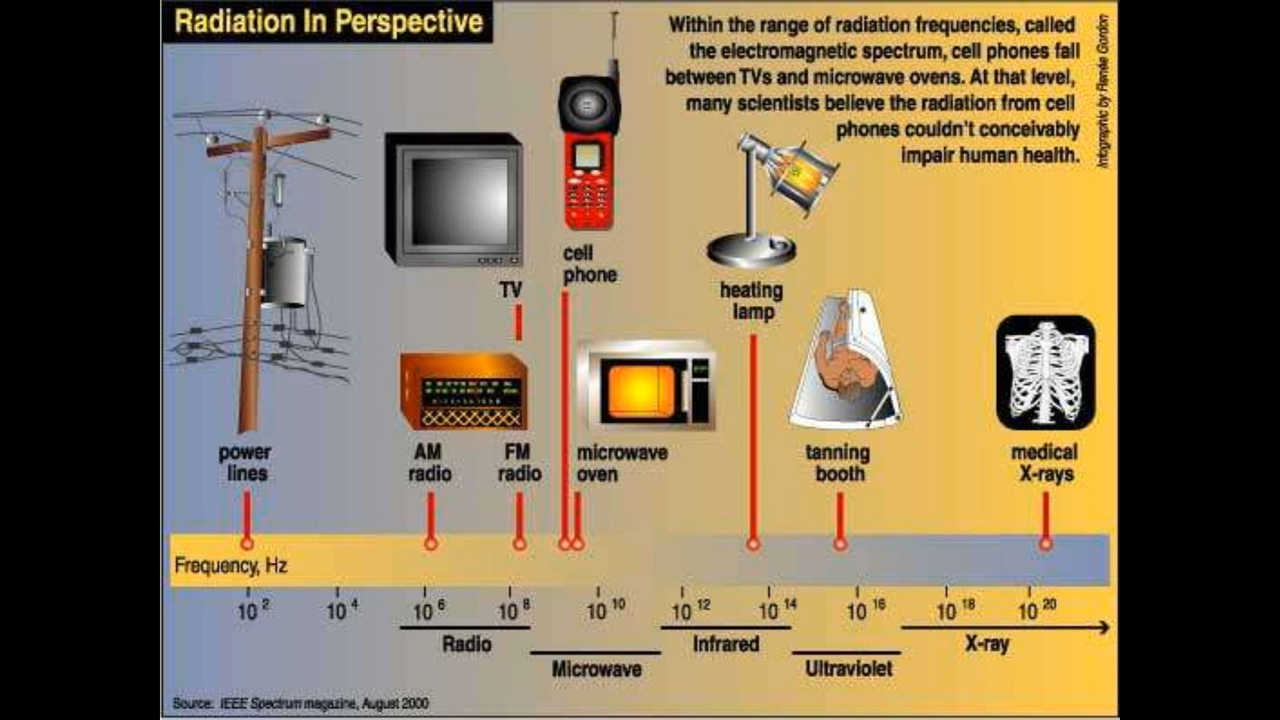 Radiation In Perspective
Within the range of radiation frequencies, called
the electromagnetic spectrum, cell phones fall
between TVs and microwave ovens. At that level,
many scientists believe the radiation from cell
phones couldn't conceivably
impair human health.
Infographic by Renée Gordon
cell
phone
TV
heating
lamp
power
lines
AM
radio
FM
radio
microwave
oven
tanning
booth
medical
X-rays
Frequency, Hz
10 2
10 4
10 6
10 8
10 10
10 12
10 14
10 16
10 18
10 20
Radio
Microwave
Infrared
Ultraviolet
X-ray
Source: IEEE Spectrum magazine, August 2000